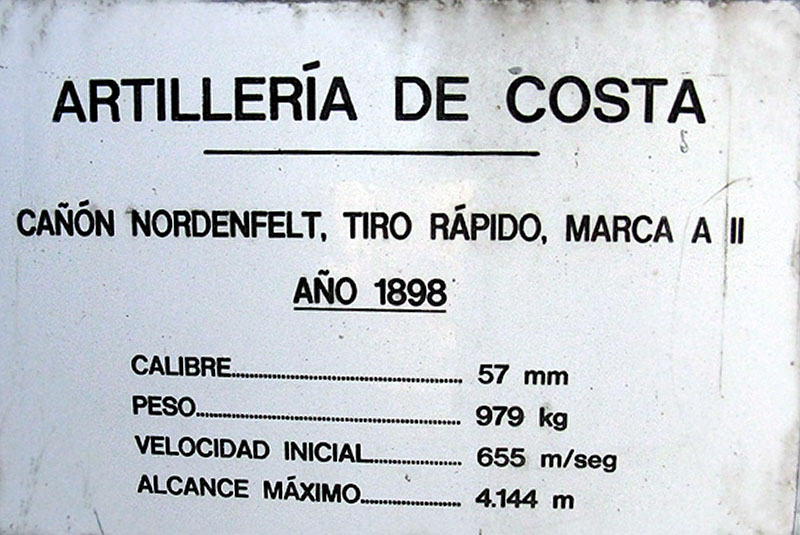 ARTILLERÍA DE COSTA
CAÑÓN NORDENFELT, TIRO RÁPIDO, MARCA A II
AÑO 1898
CALIBRE........................................ 57 mm
PESO............................................. 979 kg
VELOCIDAD INICIAL................ 655 m/seg
ALCANCE MÁXIMO................. 4.144 m